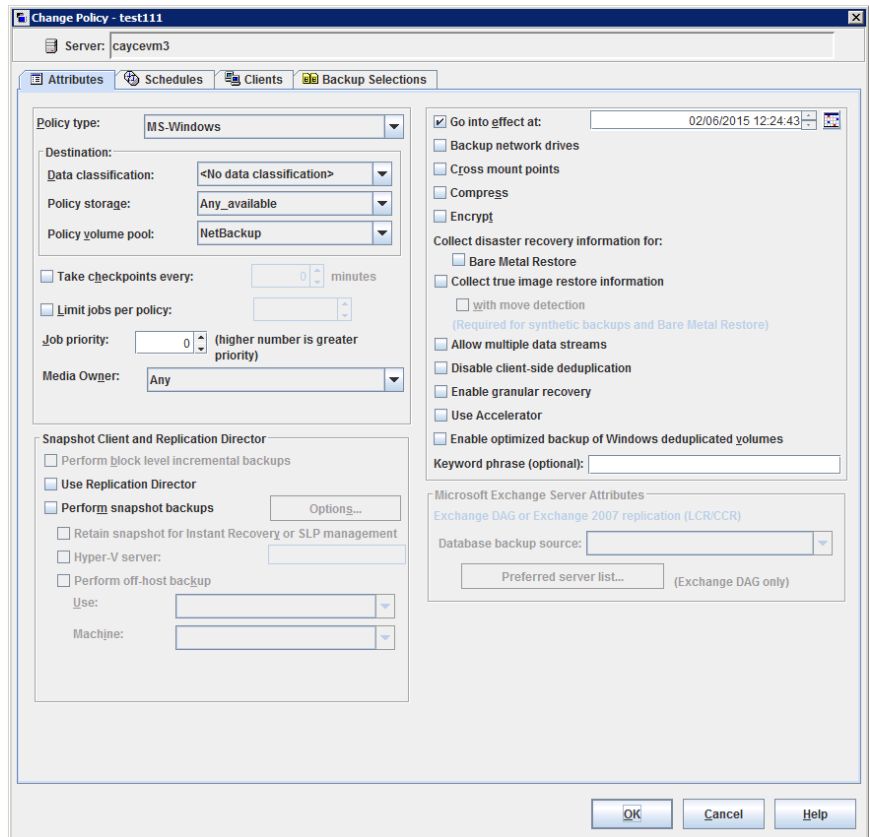 Change Policy - test111
Server: caycevm3
Attributes
Schedules
Clients
Backup Selections
Policy type: MS-Windows
Destination:
Data classification: <No data classification>
Policy storage: Any_available
Policy volume pool: NetBackup
Take checkpoints every: 0 minutes
Limit jobs per policy:
Job priority: 0 (higher number is greater
priority)
Media Owner: Any
Snapshot Client and Replication Director
Perform block level incremental backups
Use Replication Director
Perform snapshot backups Options...
Retain snapshot for Instant Recovery or SLP management
Hyper-V server:
Perform off-host backup
Use:
Machine:
Go into effect at: 02/06/2015 12:24:43
Backup network drives
Cross mount points
Compress
Encrypt
Collect disaster recovery information for:
Bare Metal Restore
Collect true image restore information
with move detection
(Required for synthetic backups and Bare Metal Restore)
Allow multiple data streams
Disable client-side deduplication
Enable granular recovery
Use Accelerator
Enable optimized backup of Windows deduplicated volumes
Keyword phrase (optional):
Microsoft Exchange Server Attributes
Exchange DAG or Exchange 2007 replication (LCR/CCR)
Database backup source:
Preferred server list... (Exchange DAG only)
OK
Cancel
Help